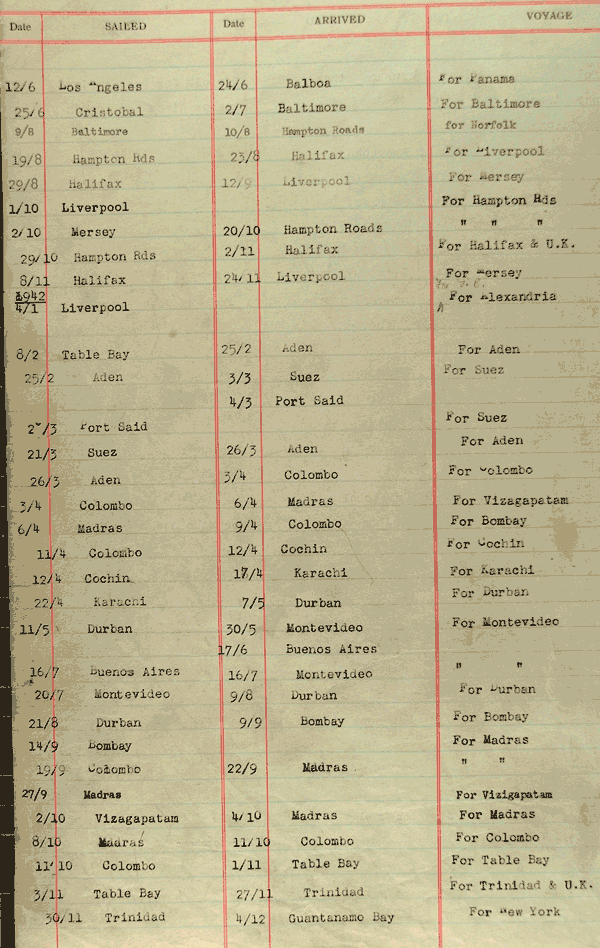 Date SAILED Date ARRIVED VOYAGE
12/6 Los Angeles 24/6 Balboa For Panama
25/6 Cristobal 2/7 Baltimore For Baltimore
9/8 Baltimore 10/8 Hampton Roads for Norfolk
19/8 Hampton Rds 23/8 Halifax For Liverpool
29/8 Halifax 12/9 Liverpool For Mersey
1/10 Liverpool For Hampton Rds
2/10 Mersey 20/10 Hampton Roads " " "
29/10 Hampton Rds 2/11 Halifax For Halifax & U.K.
8/11 Halifax 24/11 Liverpool For Mersey
1942
4/1 Liverpool For Alexandria
8/2 Table Bay 25/2 Aden For Aden
25/2 Aden 3/3 Suez For Suez
4/3 Port Said
/3 Port Said For Suez
21/3 Suez 26/3 Aden For Aden
26/3 Aden 3/4 Colombo For Colombo
3/4 Colombo 6/4 Madras For Vizagapatam
6/4 Madras 9/4 Colombo For Bombay
11/4 Colombo 12/4 Cochin For Cochin
12/4 Cochin 17/4 Karachi For Karachi
22/4 Karachi 7/5 Durban For Durban
11/5 Durban 30/5 Montevideo For Montevideo
17/6 Buenos Aires
16/7 Buenos Aires 16/7 Montevideo " "
20/7 Montevideo 9/8 Durban For Durban
21/8 Durban 9/9 Bombay For Bombay
14/9 Bombay For Madras
19/9 Colombo 22/9 Madras " "
27/9 Madras For Vizigapatam
2/10 Vizagapatam 4/10 Madras For Madras
8/10 Madras 11/10 Colombo For Colombo
11/10 Colombo 1/11 Table Bay For Table Bay
3/11 Table Bay 27/11 Trinidad For Trinidad & U.K.
30/11 Trinidad 4/12 Guantanamo Bay For New York